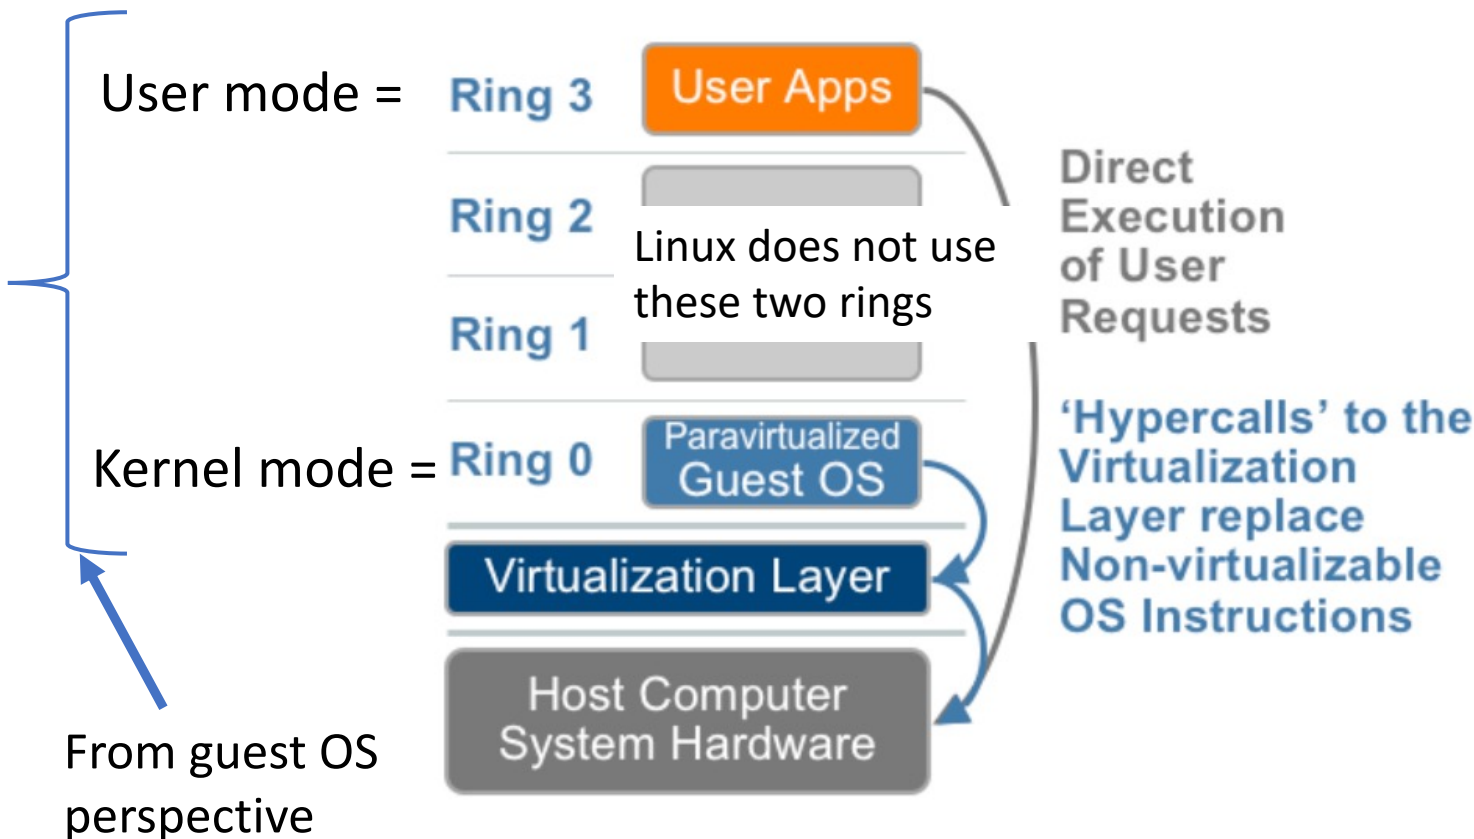 User mode =
Ring 3
User Apps
Ring 2
Linux does not use
these two rings
Ring 1
Kernel mode =
Ring 0
Paravirtualized
Guest OS
Virtualization Layer
Host Computer
System Hardware
Direct
Execution
of User
Requests
‘Hypercalls’ to the
Virtualization
Layer replace
Non-virtualizable
OS Instructions
From guest OS
perspective